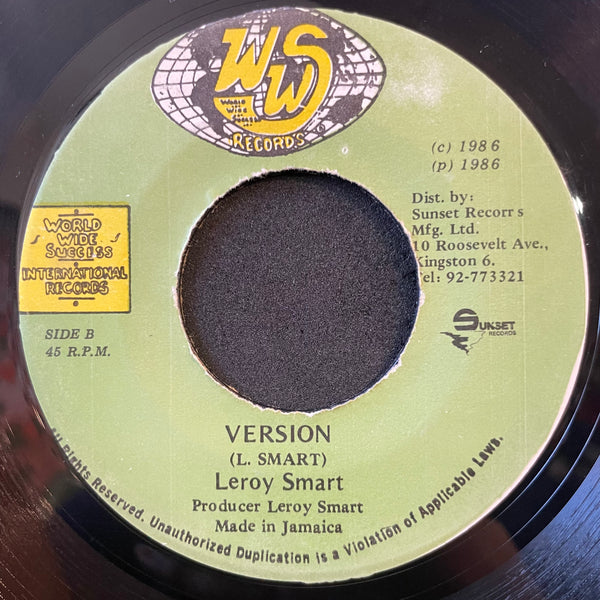 WWS
WORLD
WIDE
SUCCESS
RECORDS
(c) 1986
(p) 1986
Dist. by:
Sunset Recorrs
Mfg. Ltd.
10 Roosevelt Ave.,
Kingston 6.
Tel: 92-773321
WORLD
WIDE
SUCCESS
INTERNATIONAL
RECORDS
SUNSET
RECORDS
SIDE B
45 R.P.M.
VERSION
(L. SMART)
Leroy Smart
Producer Leroy Smart
Made in Jamaica
All Rights Reserved. Unauthorized Duplication is a Violation of Applicable Laws.